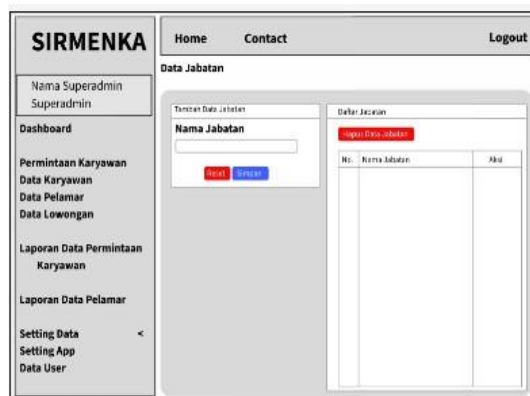 SIRMENKA
Home Contact Logout
Nama Superadmin
Superadmin
Data Jabatan
Dashboard
Permintaan Karyawan
Data Karyawan
Data Pelamar
Data Lowongan
Laporan Data Permintaan
Karyawan
Laporan Data Pelamar
Setting Data <
Setting App
Data User
Tambah Data Jabatan
Nama Jabatan
Reset Simpan
Daftar Jabatan
Hapus Data Jabatan
No. Nama Jabatan Aksi